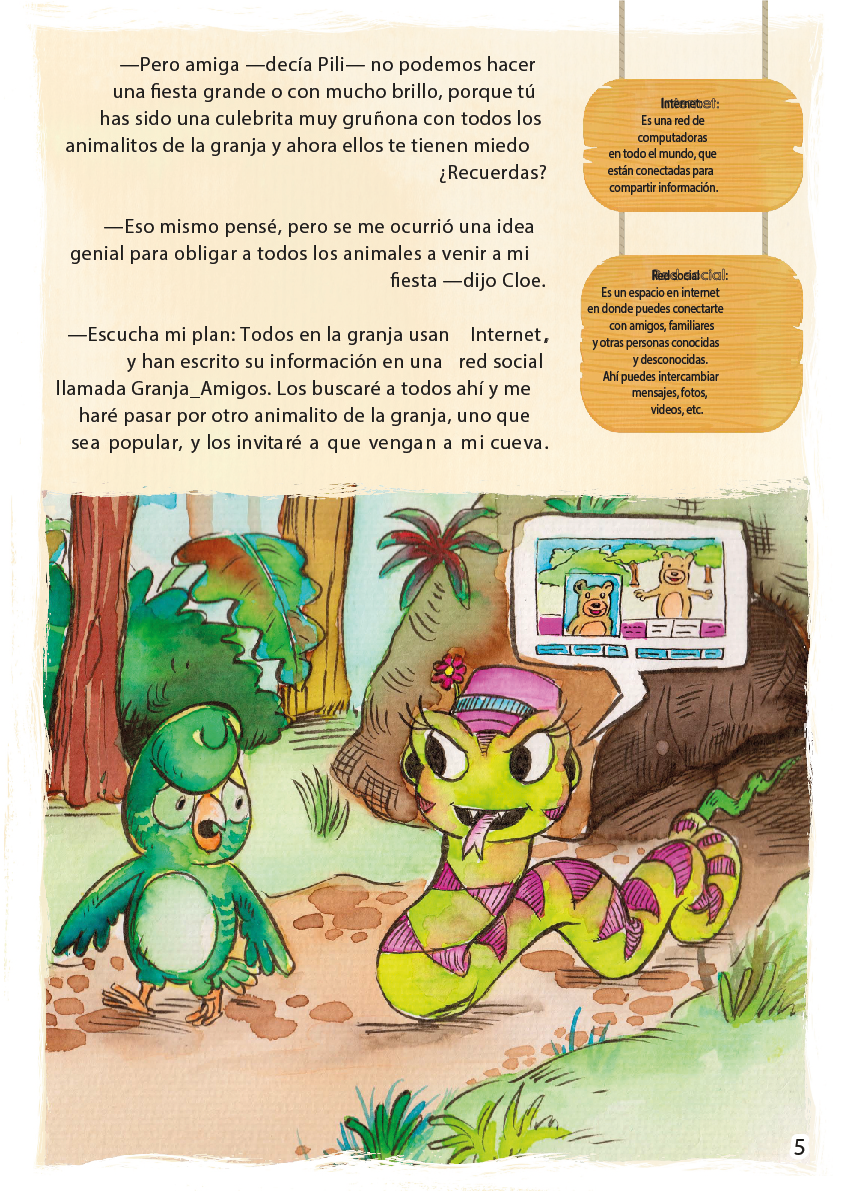 —Pero amiga —decía Pili— no podemos hacer
una fiesta grande o con mucho brillo, porque tú
has sido una culebrita muy gruñona con todos los
animalitos de la granja y ahora ellos te tienen miedo
¿Recuerdas?
—Eso mismo pensé, pero se me ocurrió una idea
genial para obligar a todos los animales a venir a mi
fiesta —dijo Cloe.
—Escucha mi plan: Todos en la granja usan Internet,
y han escrito su información en una red social
llamada Granja_Amigos. Los buscaré a todos ahí y me
haré pasar por otro animalito de la granja, uno que
sea popular, y los invitaré a que vengan a mi cueva.
Internet:
Es una red de
computadoras
en todo el mundo, que
están conectadas para
compartir información.
Red social:
Es un espacio en internet
en donde puedes conectarte
con amigos, familiares
y otras personas conocidas
y desconocidas.
Ahí puedes intercambiar
mensajes, fotos,
videos, etc.
5